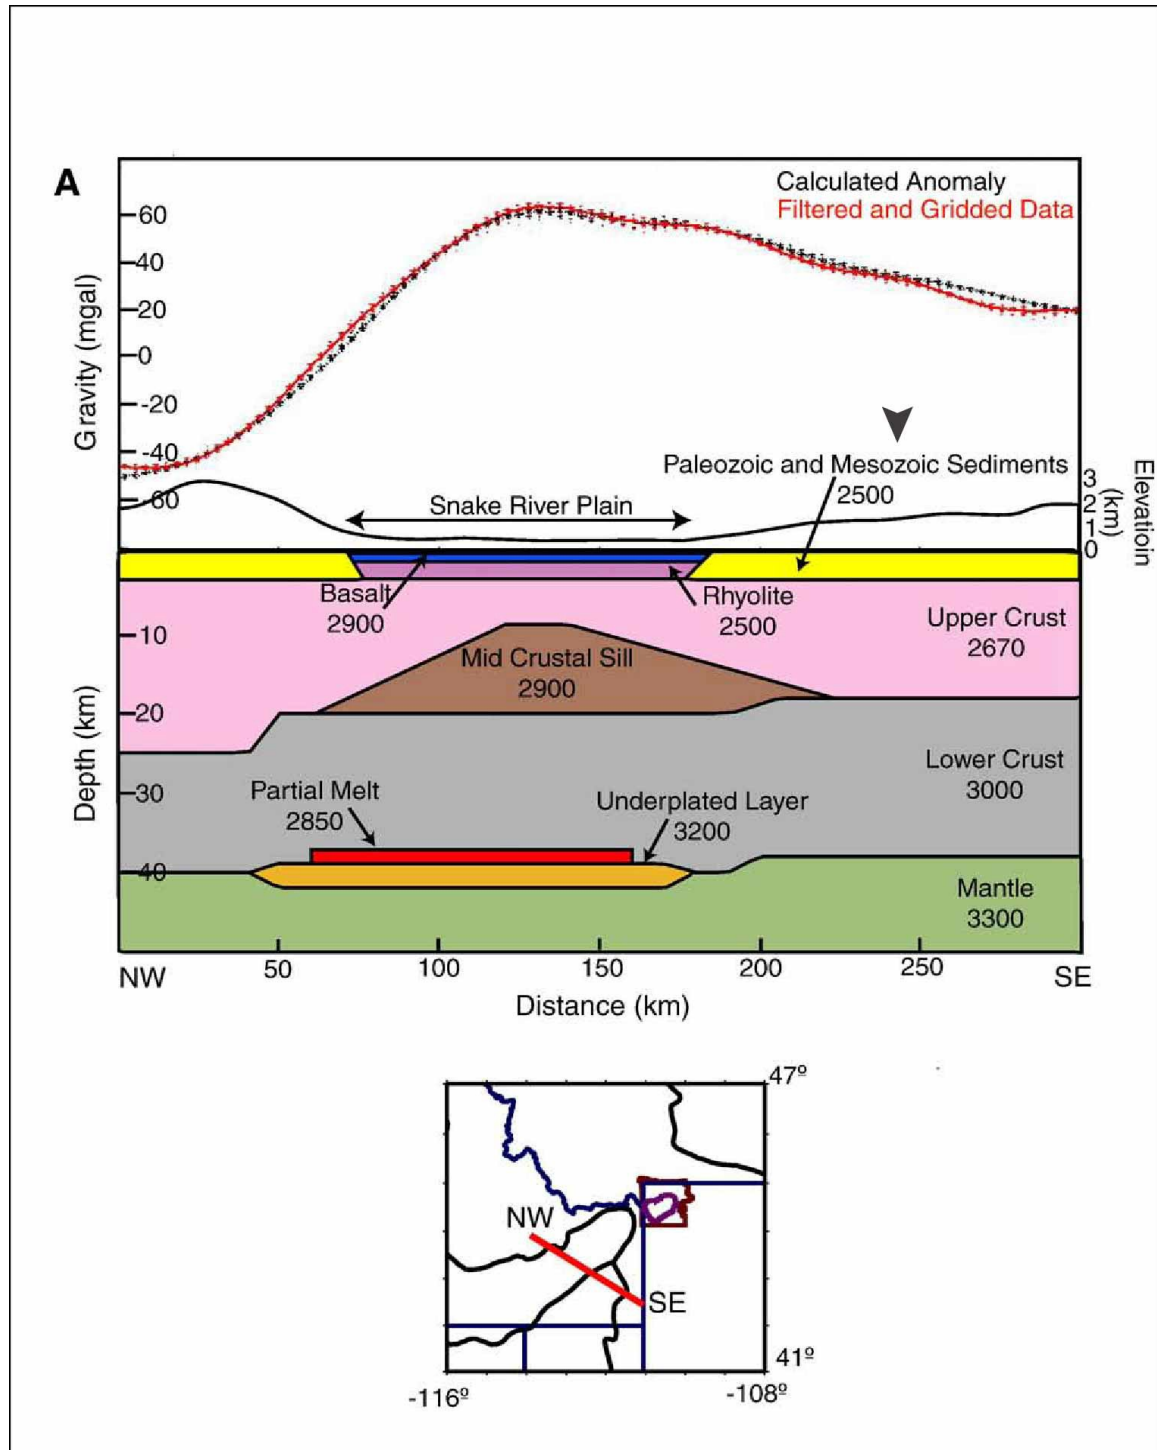 A
Calculated Anomaly
Filtered and Gridded Data
60
40
20
0
-20
-40
-60
Gravity (mgal)
Paleozoic and Mesozoic Sediments
2500
Snake River Plain
3
2
1
0
Elevatioin
(km)
Basalt
2900
Rhyolite
2500
Upper Crust
2670
Mid Crustal Sill
2900
-10
-20
-30
-40
Depth (km)
Lower Crust
3000
Partial Melt
2850
Underplated Layer
3200
Mantle
3300
NW
50
100
150
200
250
SE
Distance (km)
47º
NW
SE
41º
-116º
-108º